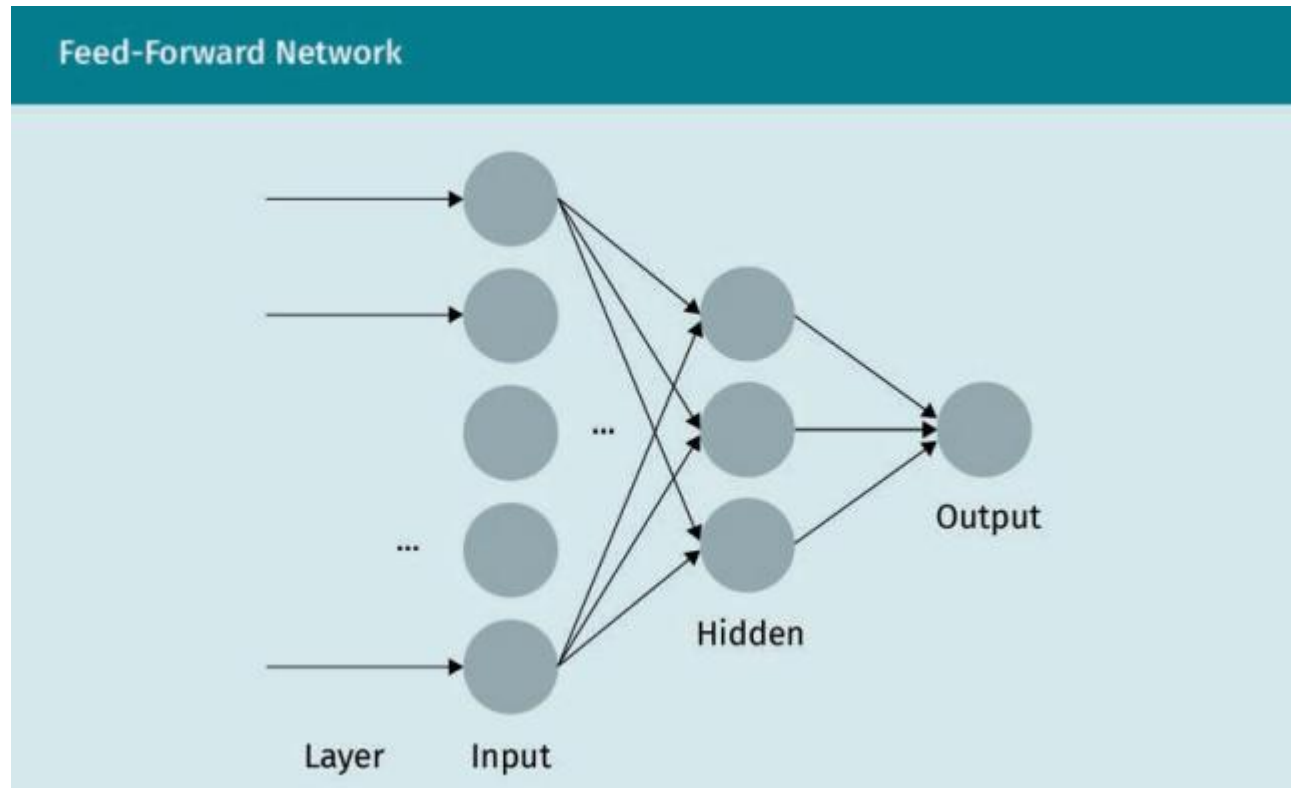 Feed-Forward Network
...
...
Output
Hidden
Layer Input